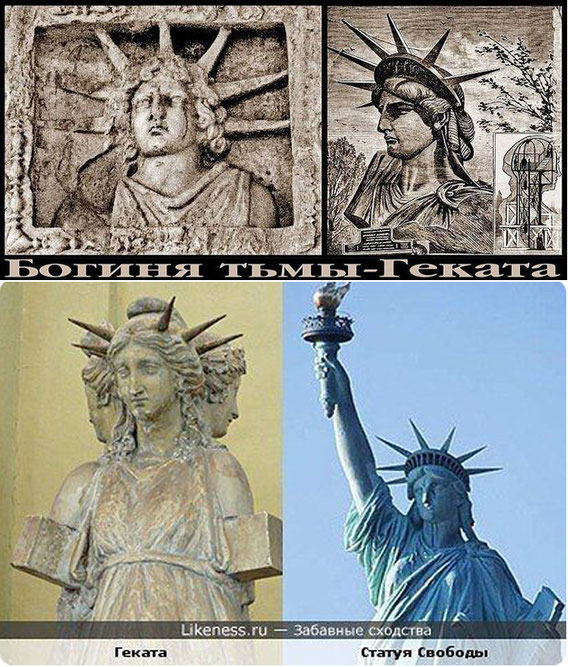 Богиня тьмы-Геката
Likeness.ru — Забавные сходства
Геката
Статуя Свободы